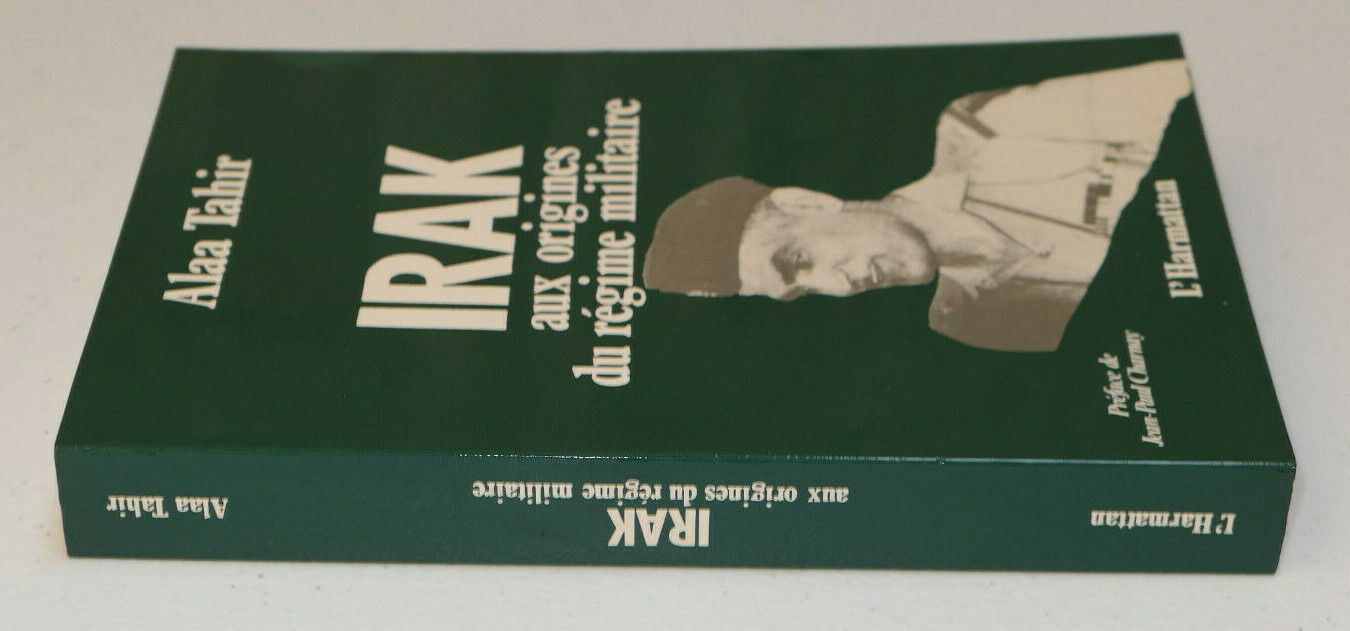 Alaa Tahir
IRAK
aux origines
du régime militaire
Préface de
Jean-Paul Charnay
L'Harmattan
Alaa Tahir
IRAK
aux origines du régime militaire
L'Harmattan